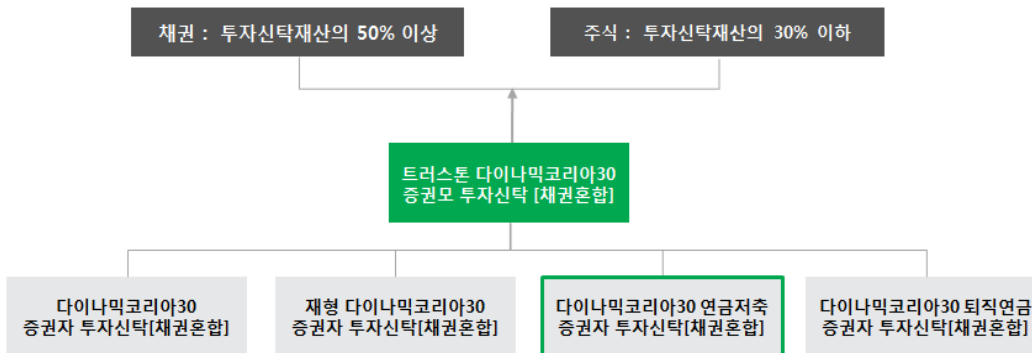 채권 : 투자신탁재산의 50% 이상
주식 : 투자신탁재산의 30% 이하
트러스톤 다이나믹코리아30
증권모 투자신탁 [채권혼합]
다이나믹코리아30
증권자 투자신탁[채권혼합]
재형 다이나믹코리아30
증권자 투자신탁[채권혼합]
다이나믹코리아30 연금저축
증권자 투자신탁[채권혼합]
다이나믹코리아30 퇴직연금
증권자 투자신탁[채권혼합]